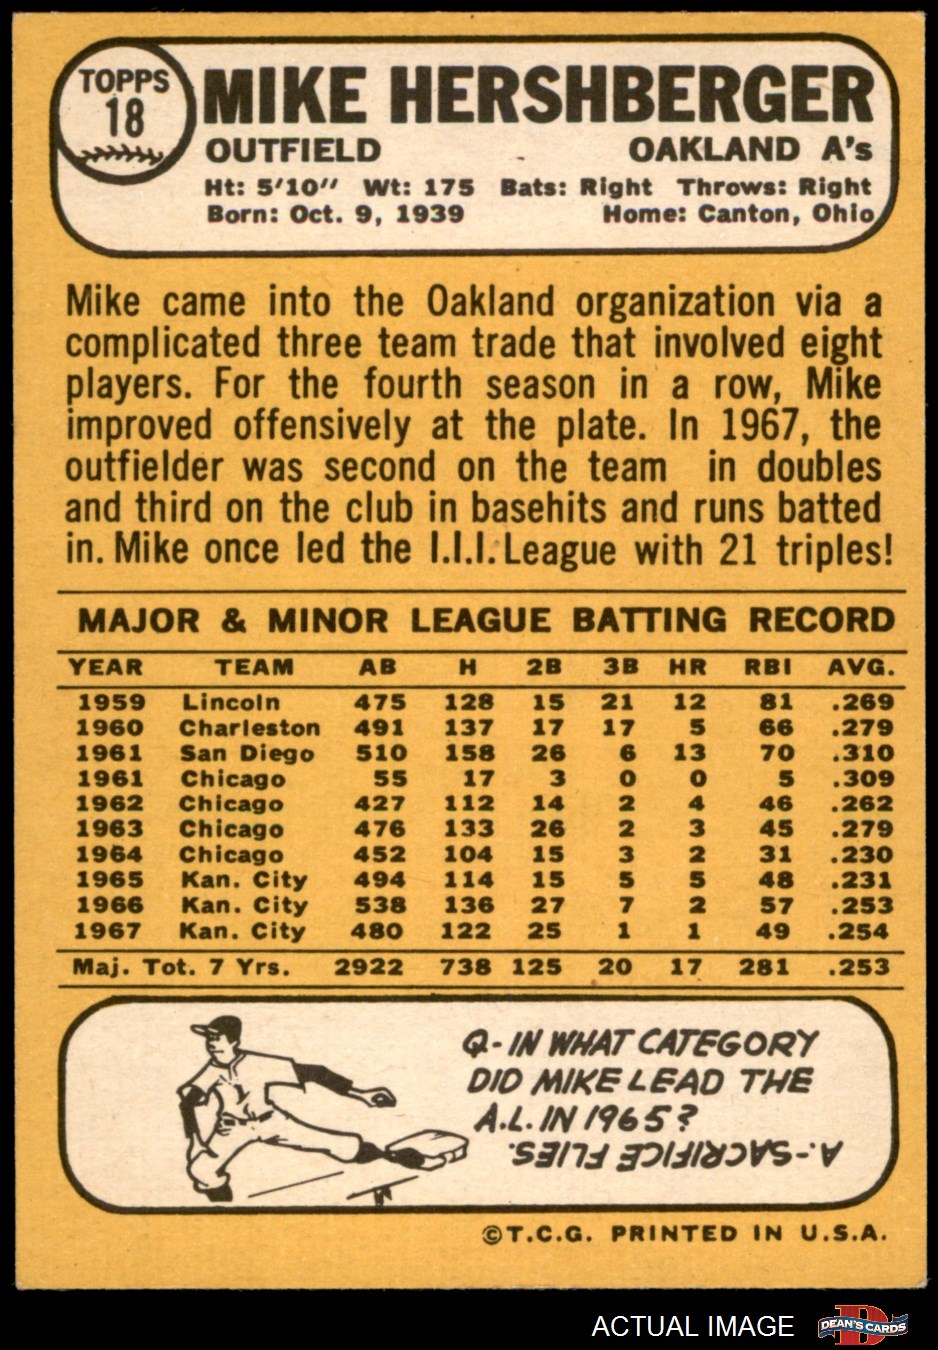 TOPPS
18
MIKE HERSHBERGER
OUTFIELD OAKLAND A's
Ht: 5'10" Wt: 175 Bats: Right Throws: Right
Born: Oct. 9, 1939 Home: Canton, Ohio
Mike came into the Oakland organization via a
complicated three team trade that involved eight
players. For the fourth season in a row, Mike
improved offensively at the plate. In 1967, the
outfielder was second on the team in doubles
and third on the club in basehits and runs batted
in. Mike once led the I.I.I. League with 21 triples!
MAJOR & MINOR LEAGUE BATTING RECORD
YEAR TEAM AB H 2B 3B HR RBI AVG.
1959 Lincoln 475 128 15 21 12 81 .269
1960 Charleston 491 137 17 17 5 66 .279
1961 San Diego 510 158 26 6 13 70 .310
1961 Chicago 55 17 3 0 0 5 .309
1962 Chicago 427 112 14 2 4 46 .262
1963 Chicago 476 133 26 2 3 45 .279
1964 Chicago 452 104 15 3 2 31 .230
1965 Kan. City 494 114 15 5 5 48 .231
1966 Kan. City 538 136 27 7 2 57 .253
1967 Kan. City 480 122 25 1 1 49 .254
Maj. Tot. 7 Yrs. 2922 738 125 20 17 281 .253
Q-IN WHAT CATEGORY
DID MIKE LEAD THE
A.L. IN 1965?
A.-SACRIFICE FLIES.
©T.C.G. PRINTED IN U.S.A.
ACTUAL IMAGE
D
DEAN'S CARDS